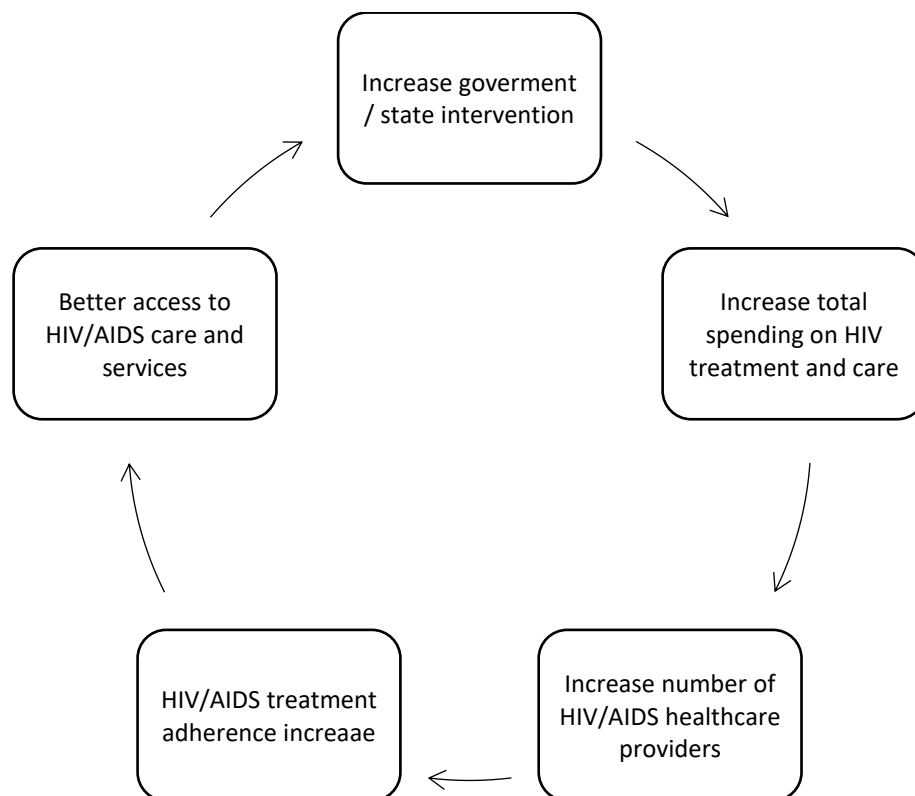 Increase goverment
/ state intervention
Increase total
spending on HIV
treatment and care
Increase number of
HIV/AIDS healthcare
providers
HIV/AIDS treatment
adherence increaae
Better access to
HIV/AIDS care and
services